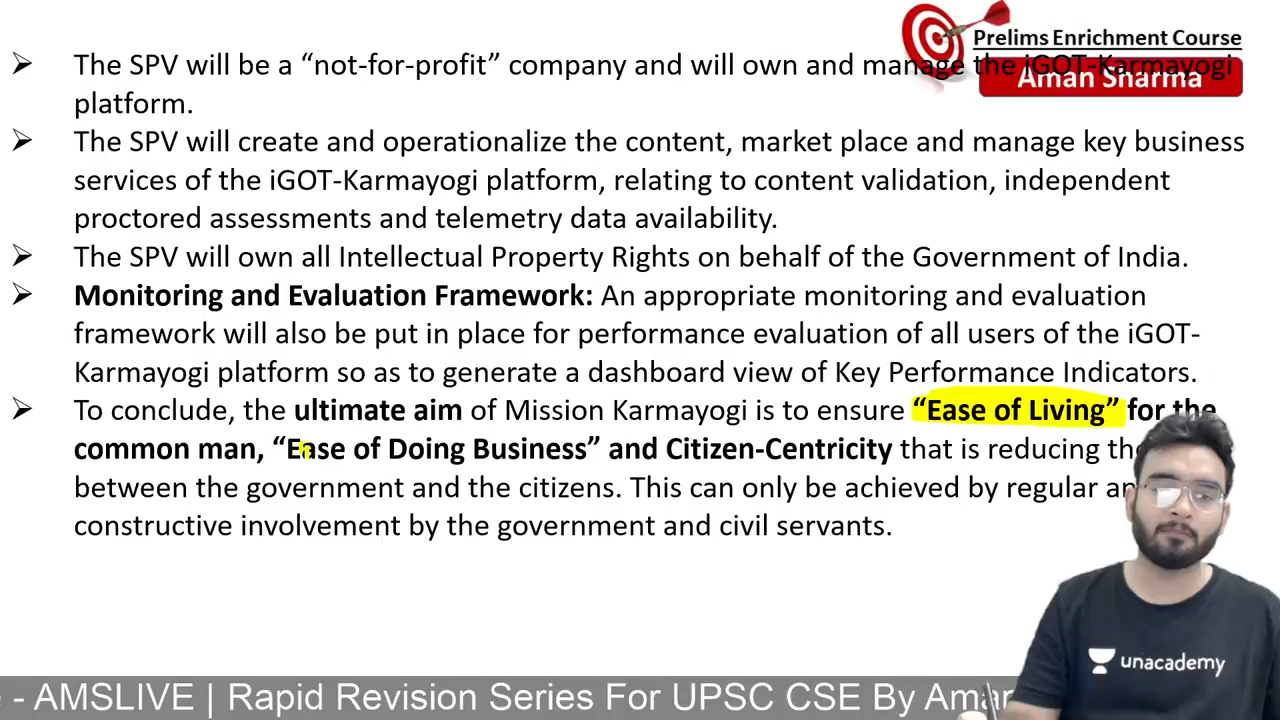 Prelims Enrichment Course
Aman Sharma
➢ The SPV will be a “not-for-profit” company and will own and manage the iGOT-Karmayogi
platform.
➢ The SPV will create and operationalize the content, market place and manage key business
services of the iGOT-Karmayogi platform, relating to content validation, independent
proctored assessments and telemetry data availability.
➢ The SPV will own all Intellectual Property Rights on behalf of the Government of India.
➢ Monitoring and Evaluation Framework: An appropriate monitoring and evaluation
framework will also be put in place for performance evaluation of all users of the iGOT-
Karmayogi platform so as to generate a dashboard view of Key Performance Indicators.
➢ To conclude, the ultimate aim of Mission Karmayogi is to ensure “Ease of Living” for the
common man, “Ease of Doing Business” and Citizen-Centricity that is reducing the
between the government and the citizens. This can only be achieved by regular
constructive involvement by the government and civil servants.
unacademy
- AMSLIVE | Rapid Revision Series For UPSC CSE By Aman